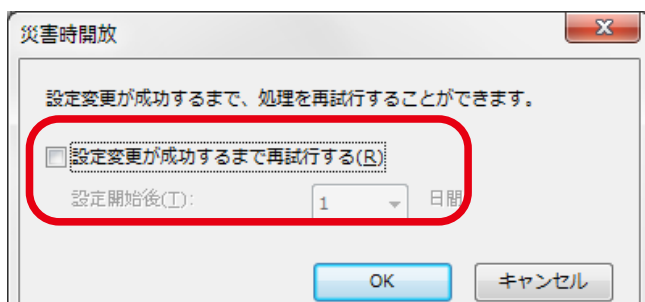 災害時開放
設定変更が成功するまで、処理を再試行することができます。
設定変更が成功するまで再試行する(R)
設定開始後(T): 1 日間
OK キャンセル